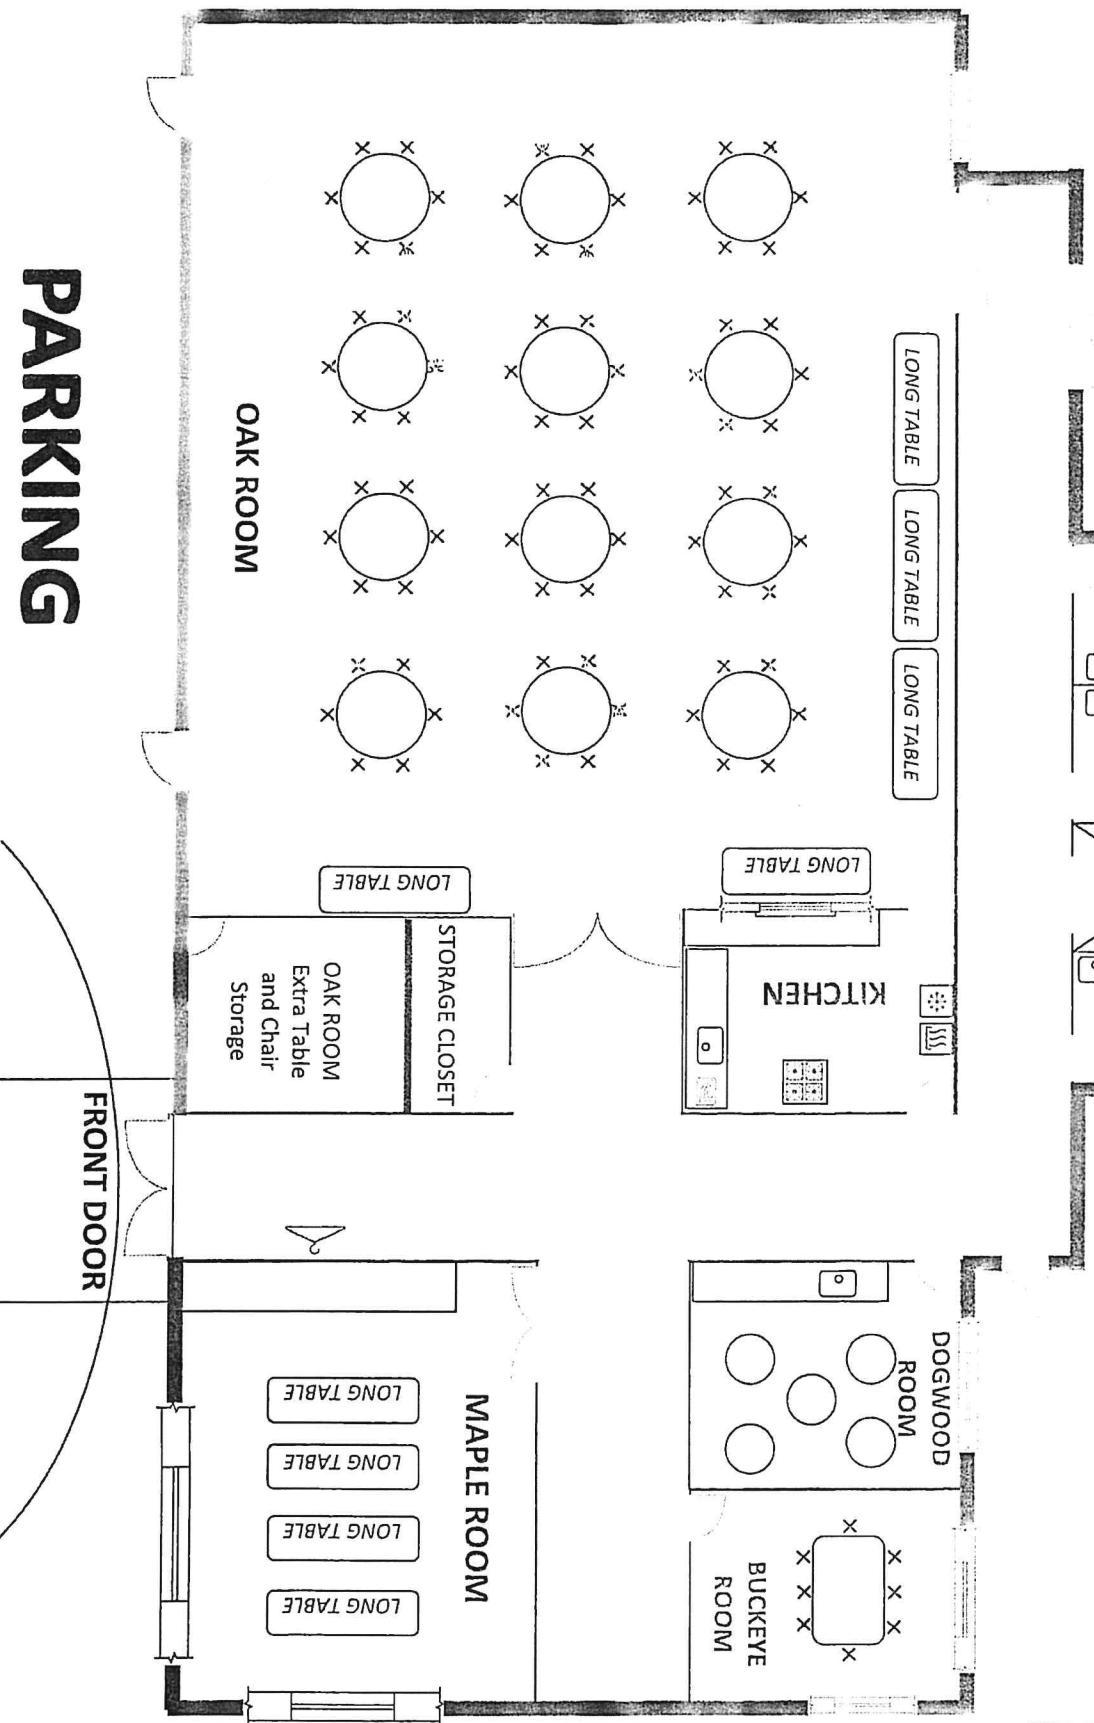 PARKING
OAK ROOM
LONG TABLE
LONG TABLE
LONG TABLE
LONG TABLE
LONG TABLE
OAK ROOM
Extra Table
and Chair
Storage
STORAGE CLOSET
KITCHEN
FRONT DOOR
MAPLE ROOM
LONG TABLE
LONG TABLE
LONG TABLE
LONG TABLE
DOGWOOD
ROOM
BUCKEYE
ROOM